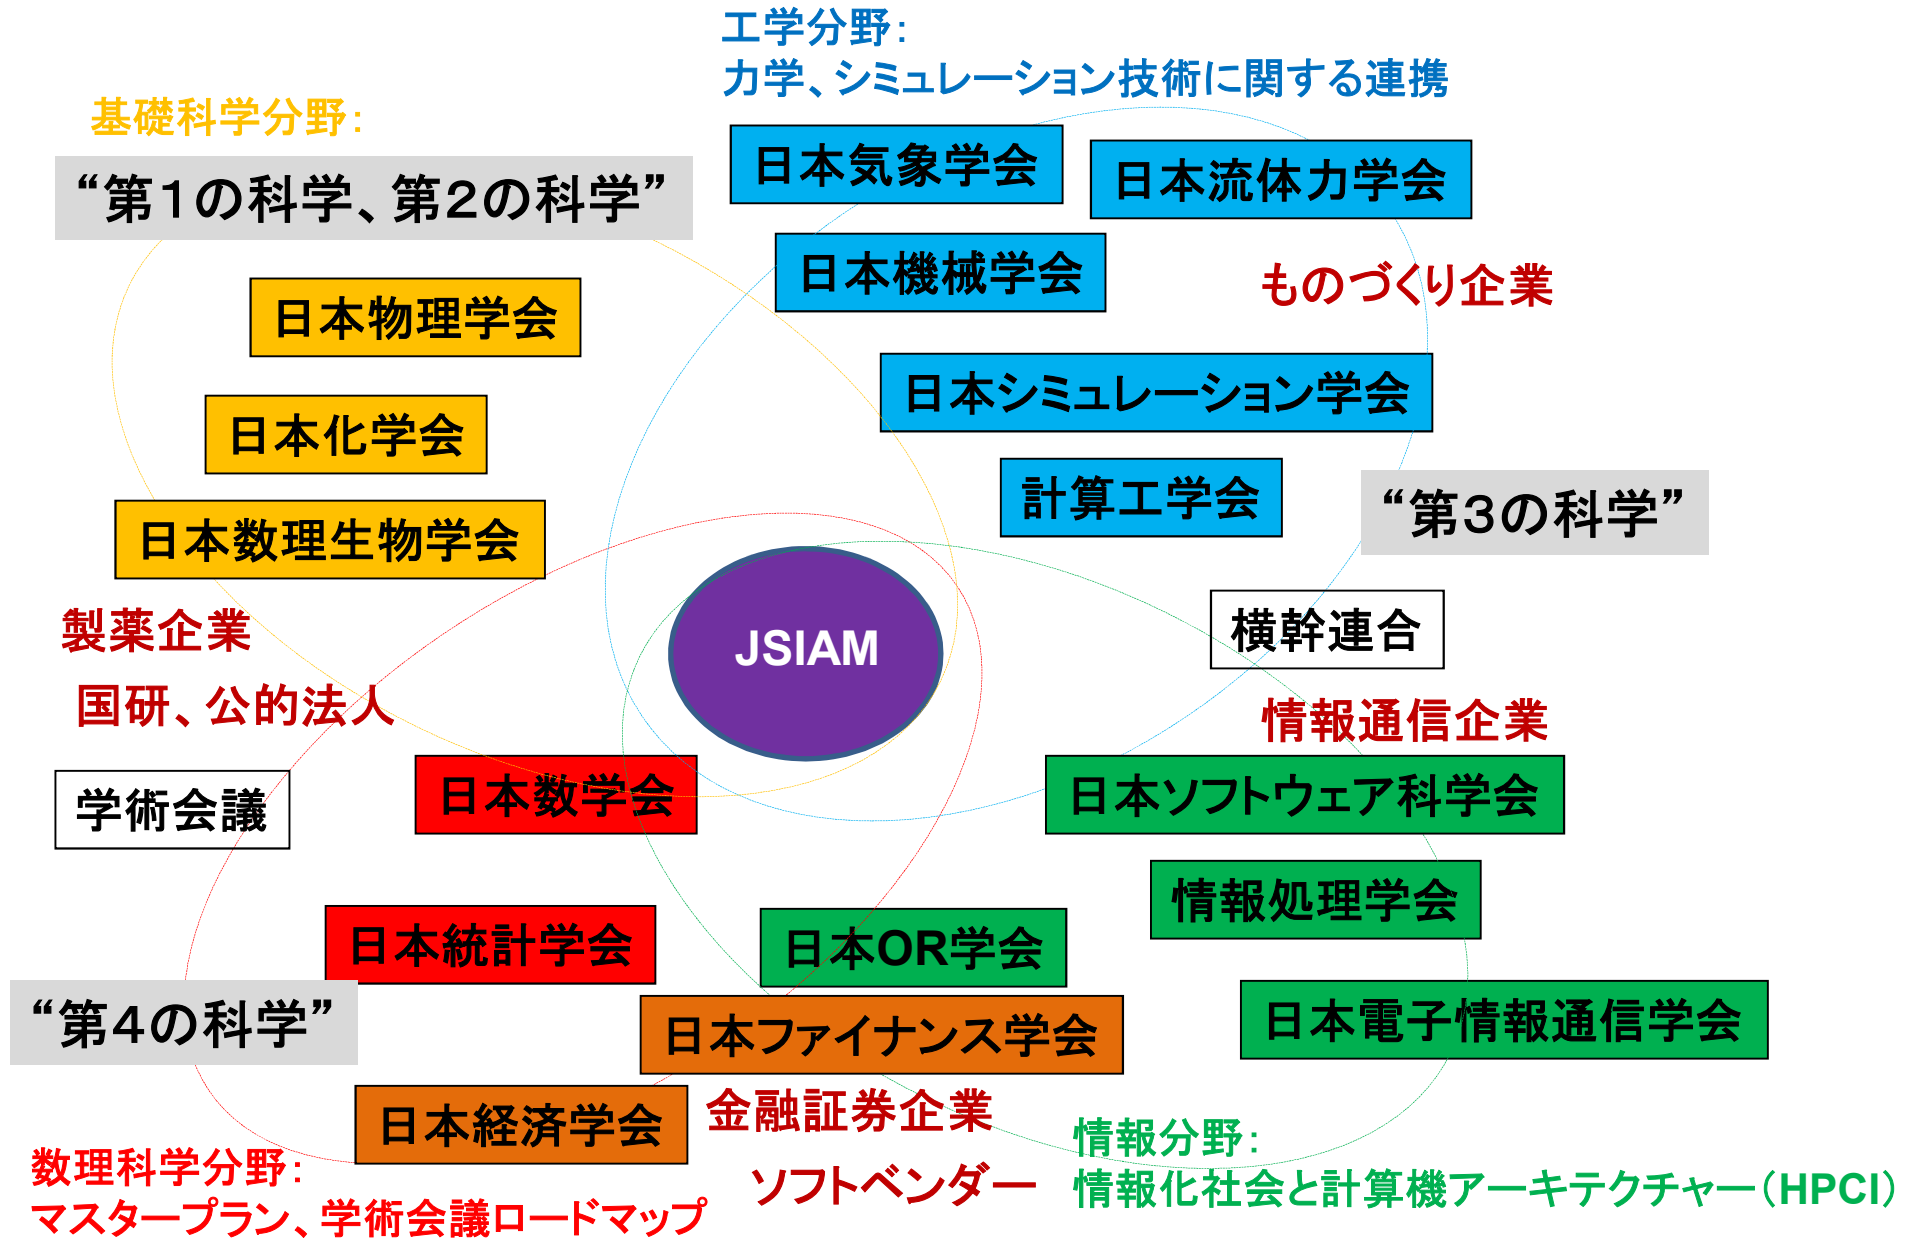 工学分野：
力学、シミュレーション技術に関する連携
基礎科学分野：
“第１の科学、第２の科学”
日本気象学会
日本流体力学会
日本機械学会
ものづくり企業
日本物理学会
日本シミュレーション学会
日本化学会
計算工学会
“第３の科学”
日本数理生物学会
JSIAM
横幹連合
製薬企業
国研、公的法人
情報通信企業
学術会議
日本数学会
日本ソフトウェア科学会
情報処理学会
日本統計学会
日本OR学会
“第４の科学”
日本ファイナンス学会
日本電子情報通信学会
日本経済学会
金融証券企業
ソフトベンダー
数理科学分野：
マスタープラン、学術会議ロードマップ
情報分野：
情報化社会と計算機アーキテクチャー（HPCI）